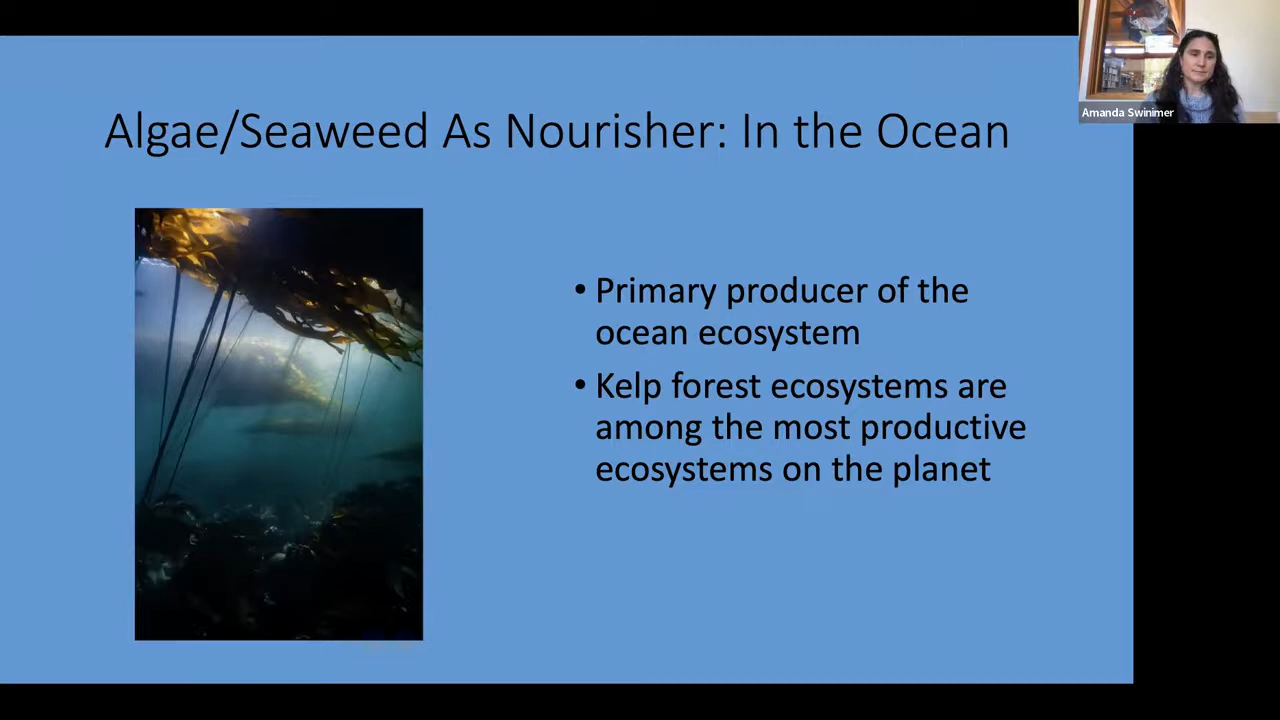 Algae/Seaweed As Nourisher: In the Ocean
Amanda Swinimer
• Primary producer of the
ocean ecosystem
• Kelp forest ecosystems are
among the most productive
ecosystems on the planet